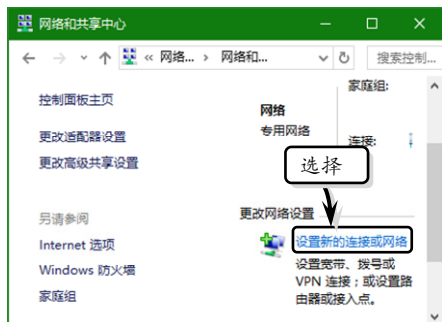 网络和共享中心
« 网络... › 网络和...
搜索控制...
控制面板主页
更改适配器设置
更改高级共享设置
另请参阅
Internet 选项
Windows 防火墙
家庭组
家庭组:
网络
专用网络
连接:
选择
更改网络设置
设置新的连接或网络
设置宽带、拨号或
VPN 连接；或设置路
由器或接入点。